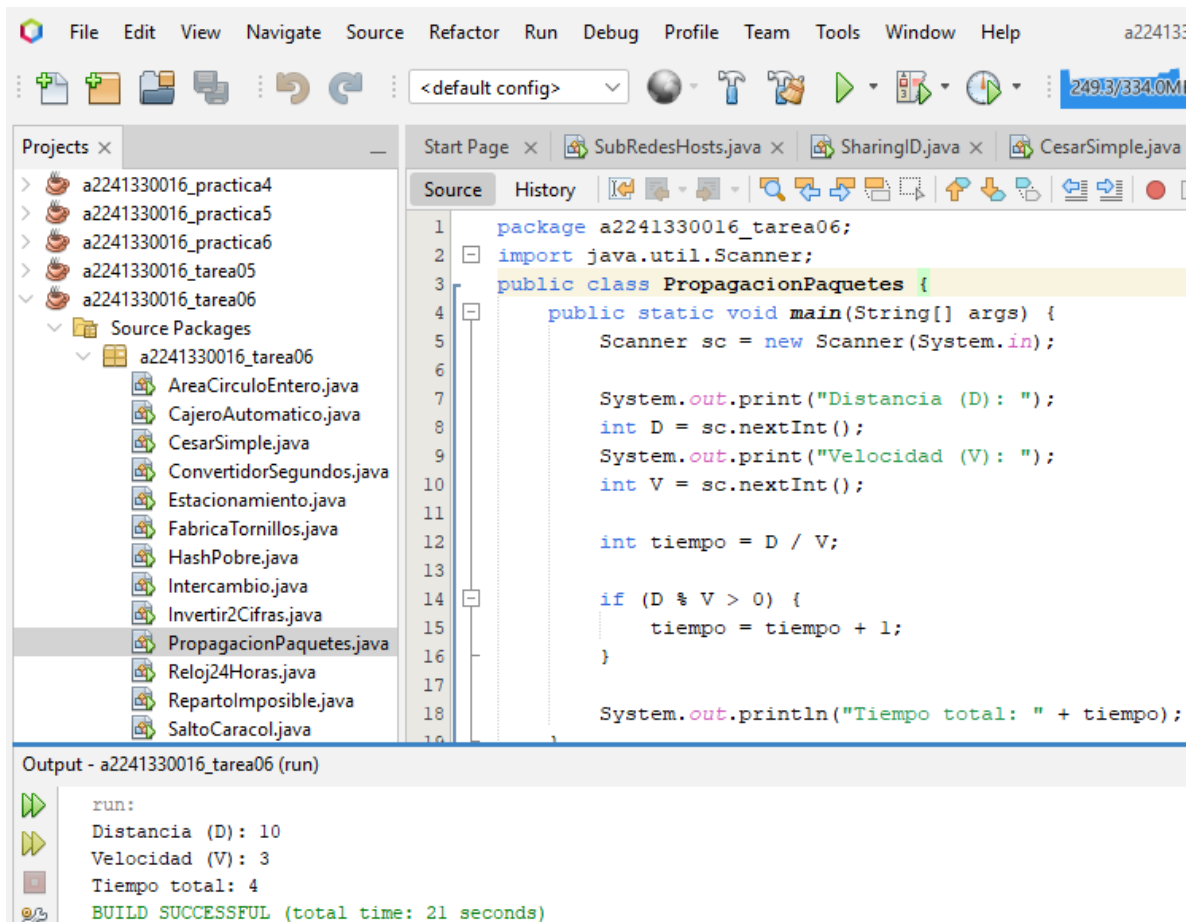 File Edit View Navigate Source Refactor Run Debug Profile Team Tools Window Help
<default config>
Projects
a2241330016_practica4
a2241330016_practica5
a2241330016_practica6
a2241330016_tarea05
a2241330016_tarea06
Source Packages
a2241330016_tarea06
AreaCirculoEntero.java
CajeroAutomatico.java
CesarSimple.java
ConvertidorSegundos.java
Estacionamiento.java
FabricaTornillos.java
HashPobre.java
Intercambio.java
Invertir2Cifras.java
PropagacionPaquetes.java
Reloj24Horas.java
RepartoImposible.java
SaltoCaracol.java
Start Page SubRedesHosts.java SharingID.java CesarSimple.java
Source History
1 package a2241330016_tarea06;
2 import java.util.Scanner;
3 public class PropagacionPaquetes {
4 public static void main(String[] args) {
5 Scanner sc = new Scanner(System.in);
6
7 System.out.print("Distancia (D): ");
8 int D = sc.nextInt();
9 System.out.print("Velocidad (V): ");
10 int V = sc.nextInt();
11
12 int tiempo = D / V;
13
14 if (D % V > 0) {
15 tiempo = tiempo + 1;
16 }
17
18 System.out.println("Tiempo total: " + tiempo);
Output - a2241330016_tarea06 (run)
run:
Distancia (D): 10
Velocidad (V): 3
Tiempo total: 4
BUILD SUCCESSFUL (total time: 21 seconds)